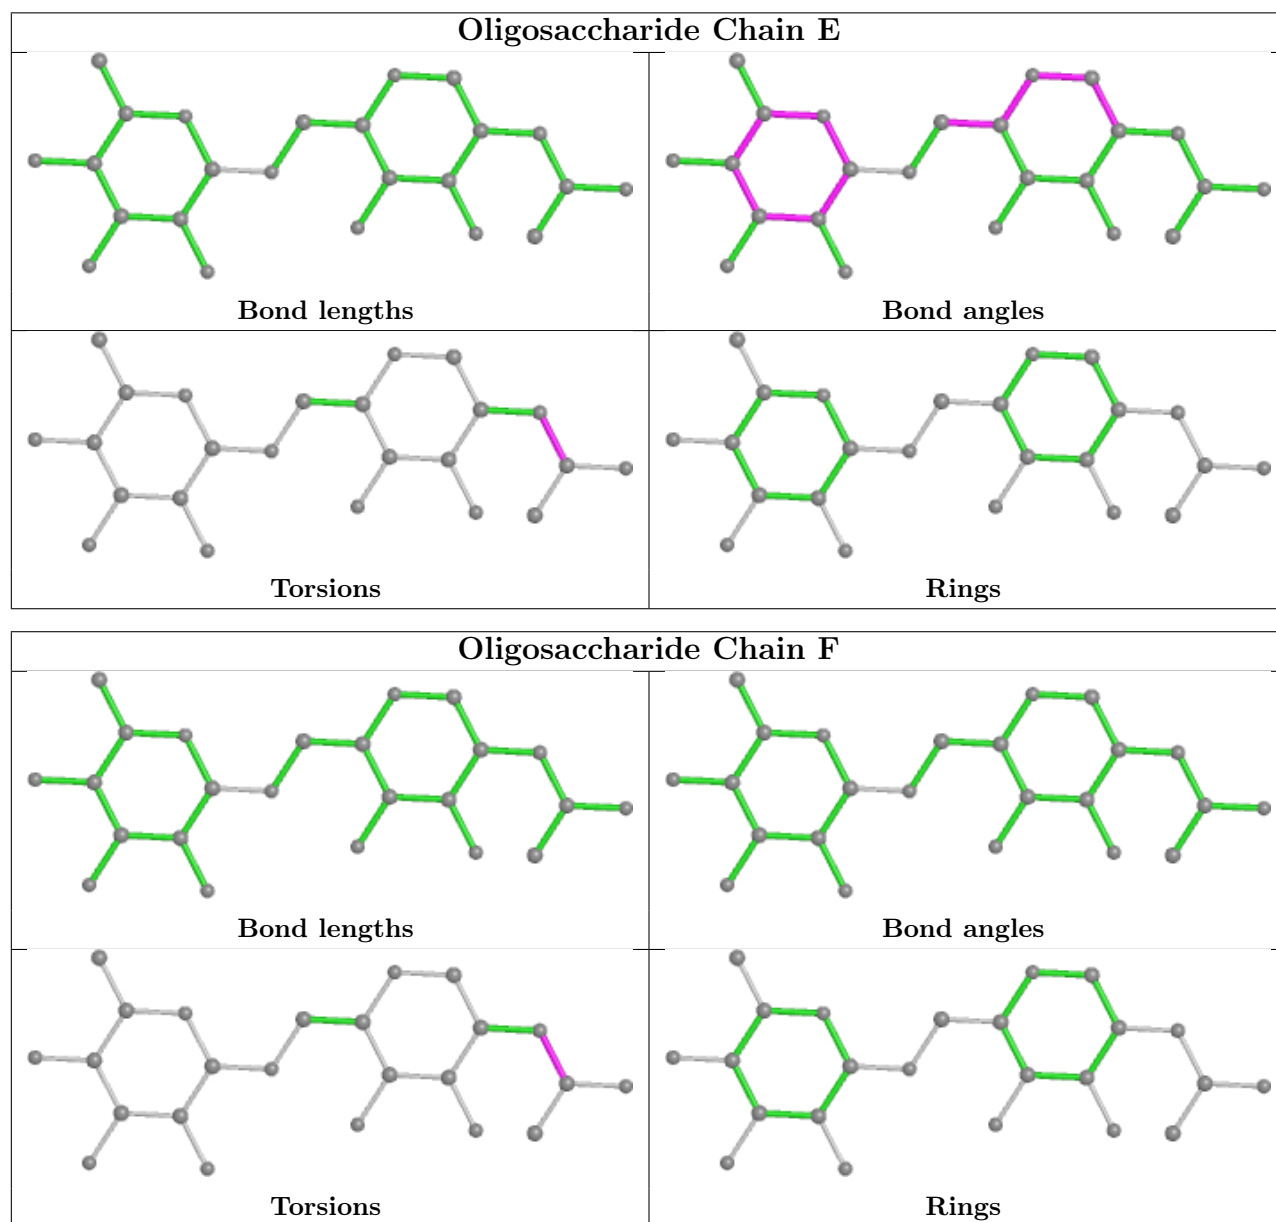 Oligosaccharide Chain E
Bond lengths
Bond angles
Torsions
Rings
Oligosaccharide Chain F
Bond lengths
Bond angles
Torsions
Rings